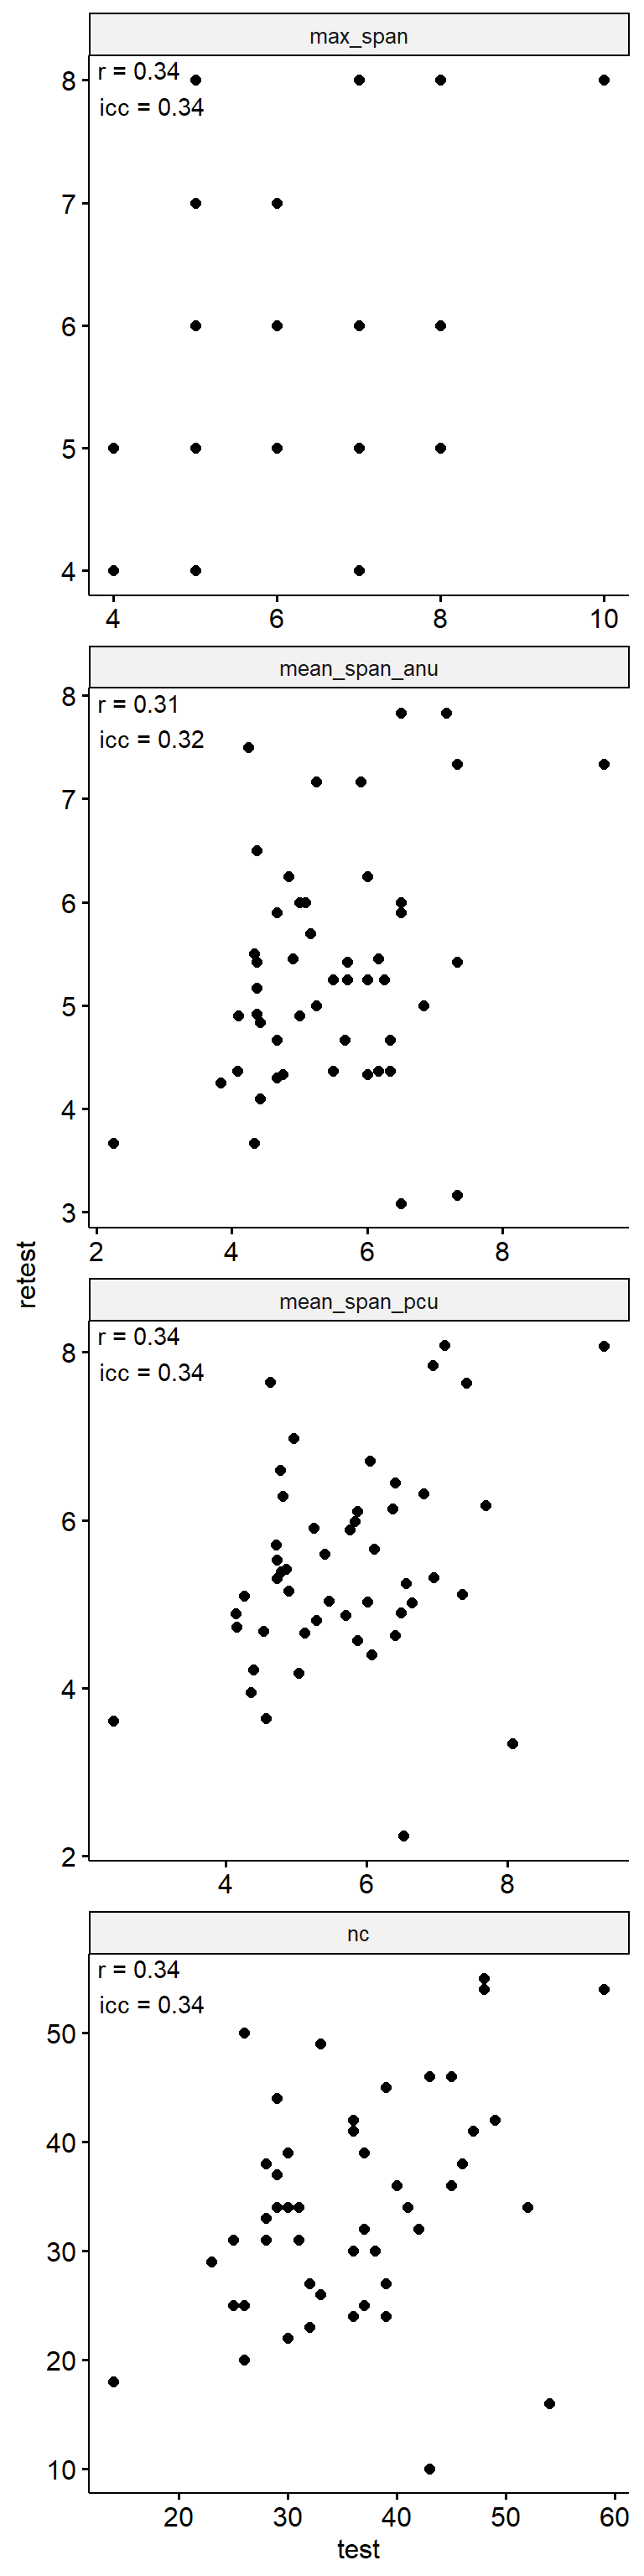 max_span
r = 0.34
icc = 0.34
8
7
6
5
4
4 6 8 10
mean_span_anu
r = 0.31
icc = 0.32
8
7
6
5
4
3
2 4 6 8
retest
mean_span_pcu
r = 0.34
icc = 0.34
8
6
4
2
4 6 8
nc
r = 0.34
icc = 0.34
50
40
30
20
10
20 30 40 50 60
test